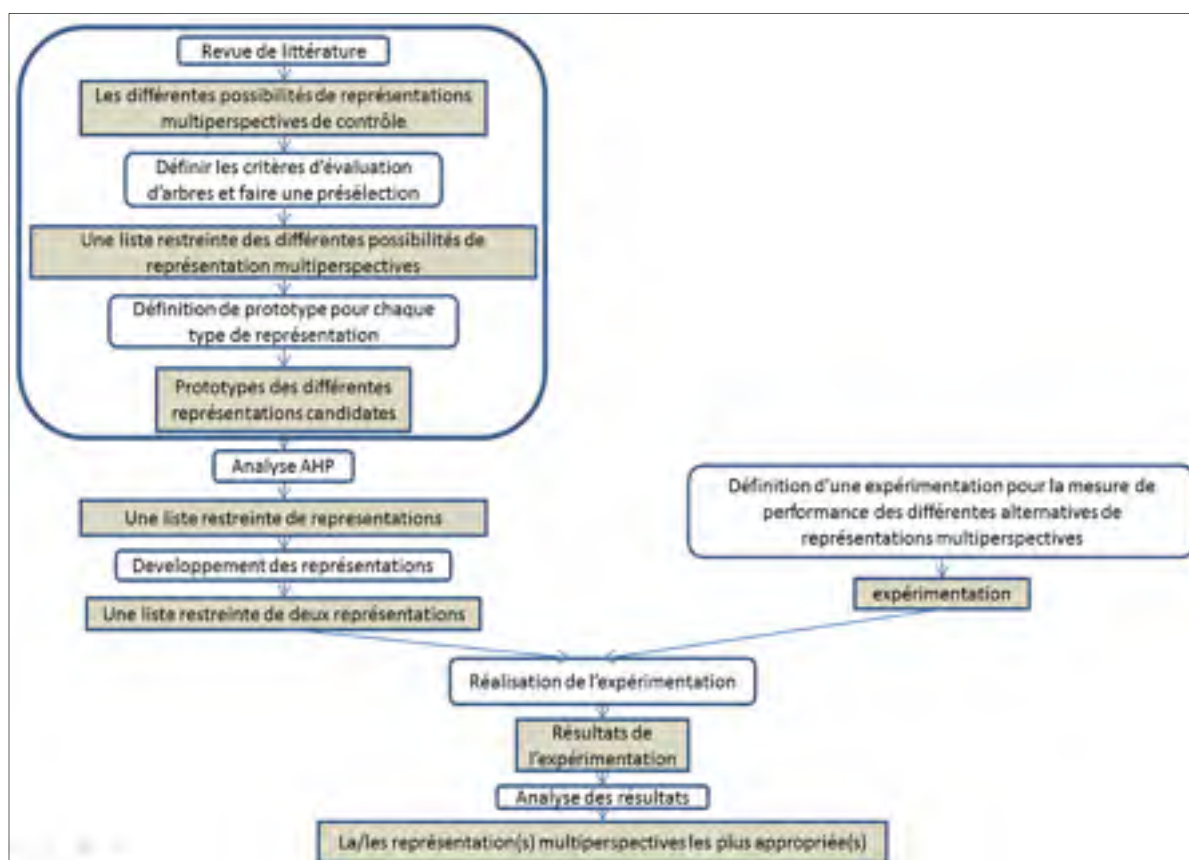 Revue de littérature
Les différentes possibilités de représentations
multiperspectives de contrôle
Définir les critères d'évaluation
d'arbres et faire une présélection
Une liste restreinte des différentes possibilités de
représentation multiperspectives
Définition de prototype pour chaque
type de représentation
Prototypes des différentes
représentations candidates
Analyse AHP
Une liste restreinte de representations
Developpement des représentations
Une liste restreinte de deux représentations
Définition d'une expérimentation pour la mesure de
performance des différentes alternatives de
représentations multiperspectives
expérimentation
Réalisation de l'expérimentation
Résultats de
l'expérimentation
Analyse des résultats
La/les représentation(s) multiperspectives les plus appropriée(s)